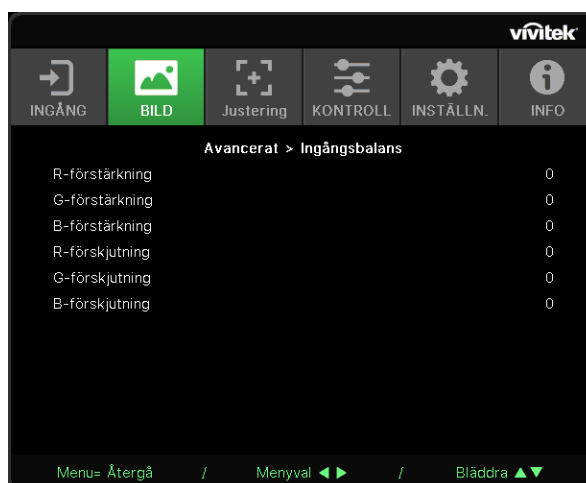 vivitek
INGÅNG BILD Justering KONTROLL INSTÄLLN. INFO
Avancerat > Ingångsbalans
R-förstärkning 0
G-förstärkning 0
B-förstärkning 0
R-förskjutning 0
G-förskjutning 0
B-förskjutning 0
Menu= Återgå / Menyval ◀ ▶ / Bläddra ▲▼